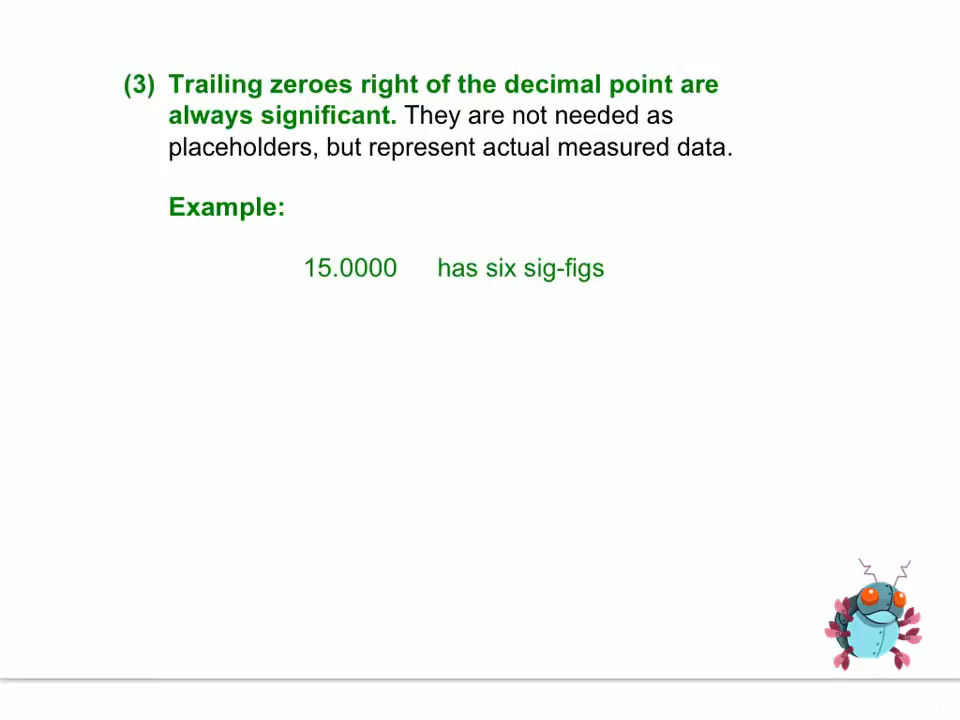 (3) Trailing zeroes right of the decimal point are
always significant. They are not needed as
placeholders, but represent actual measured data.
Example:
15.0000 has six sig-figs